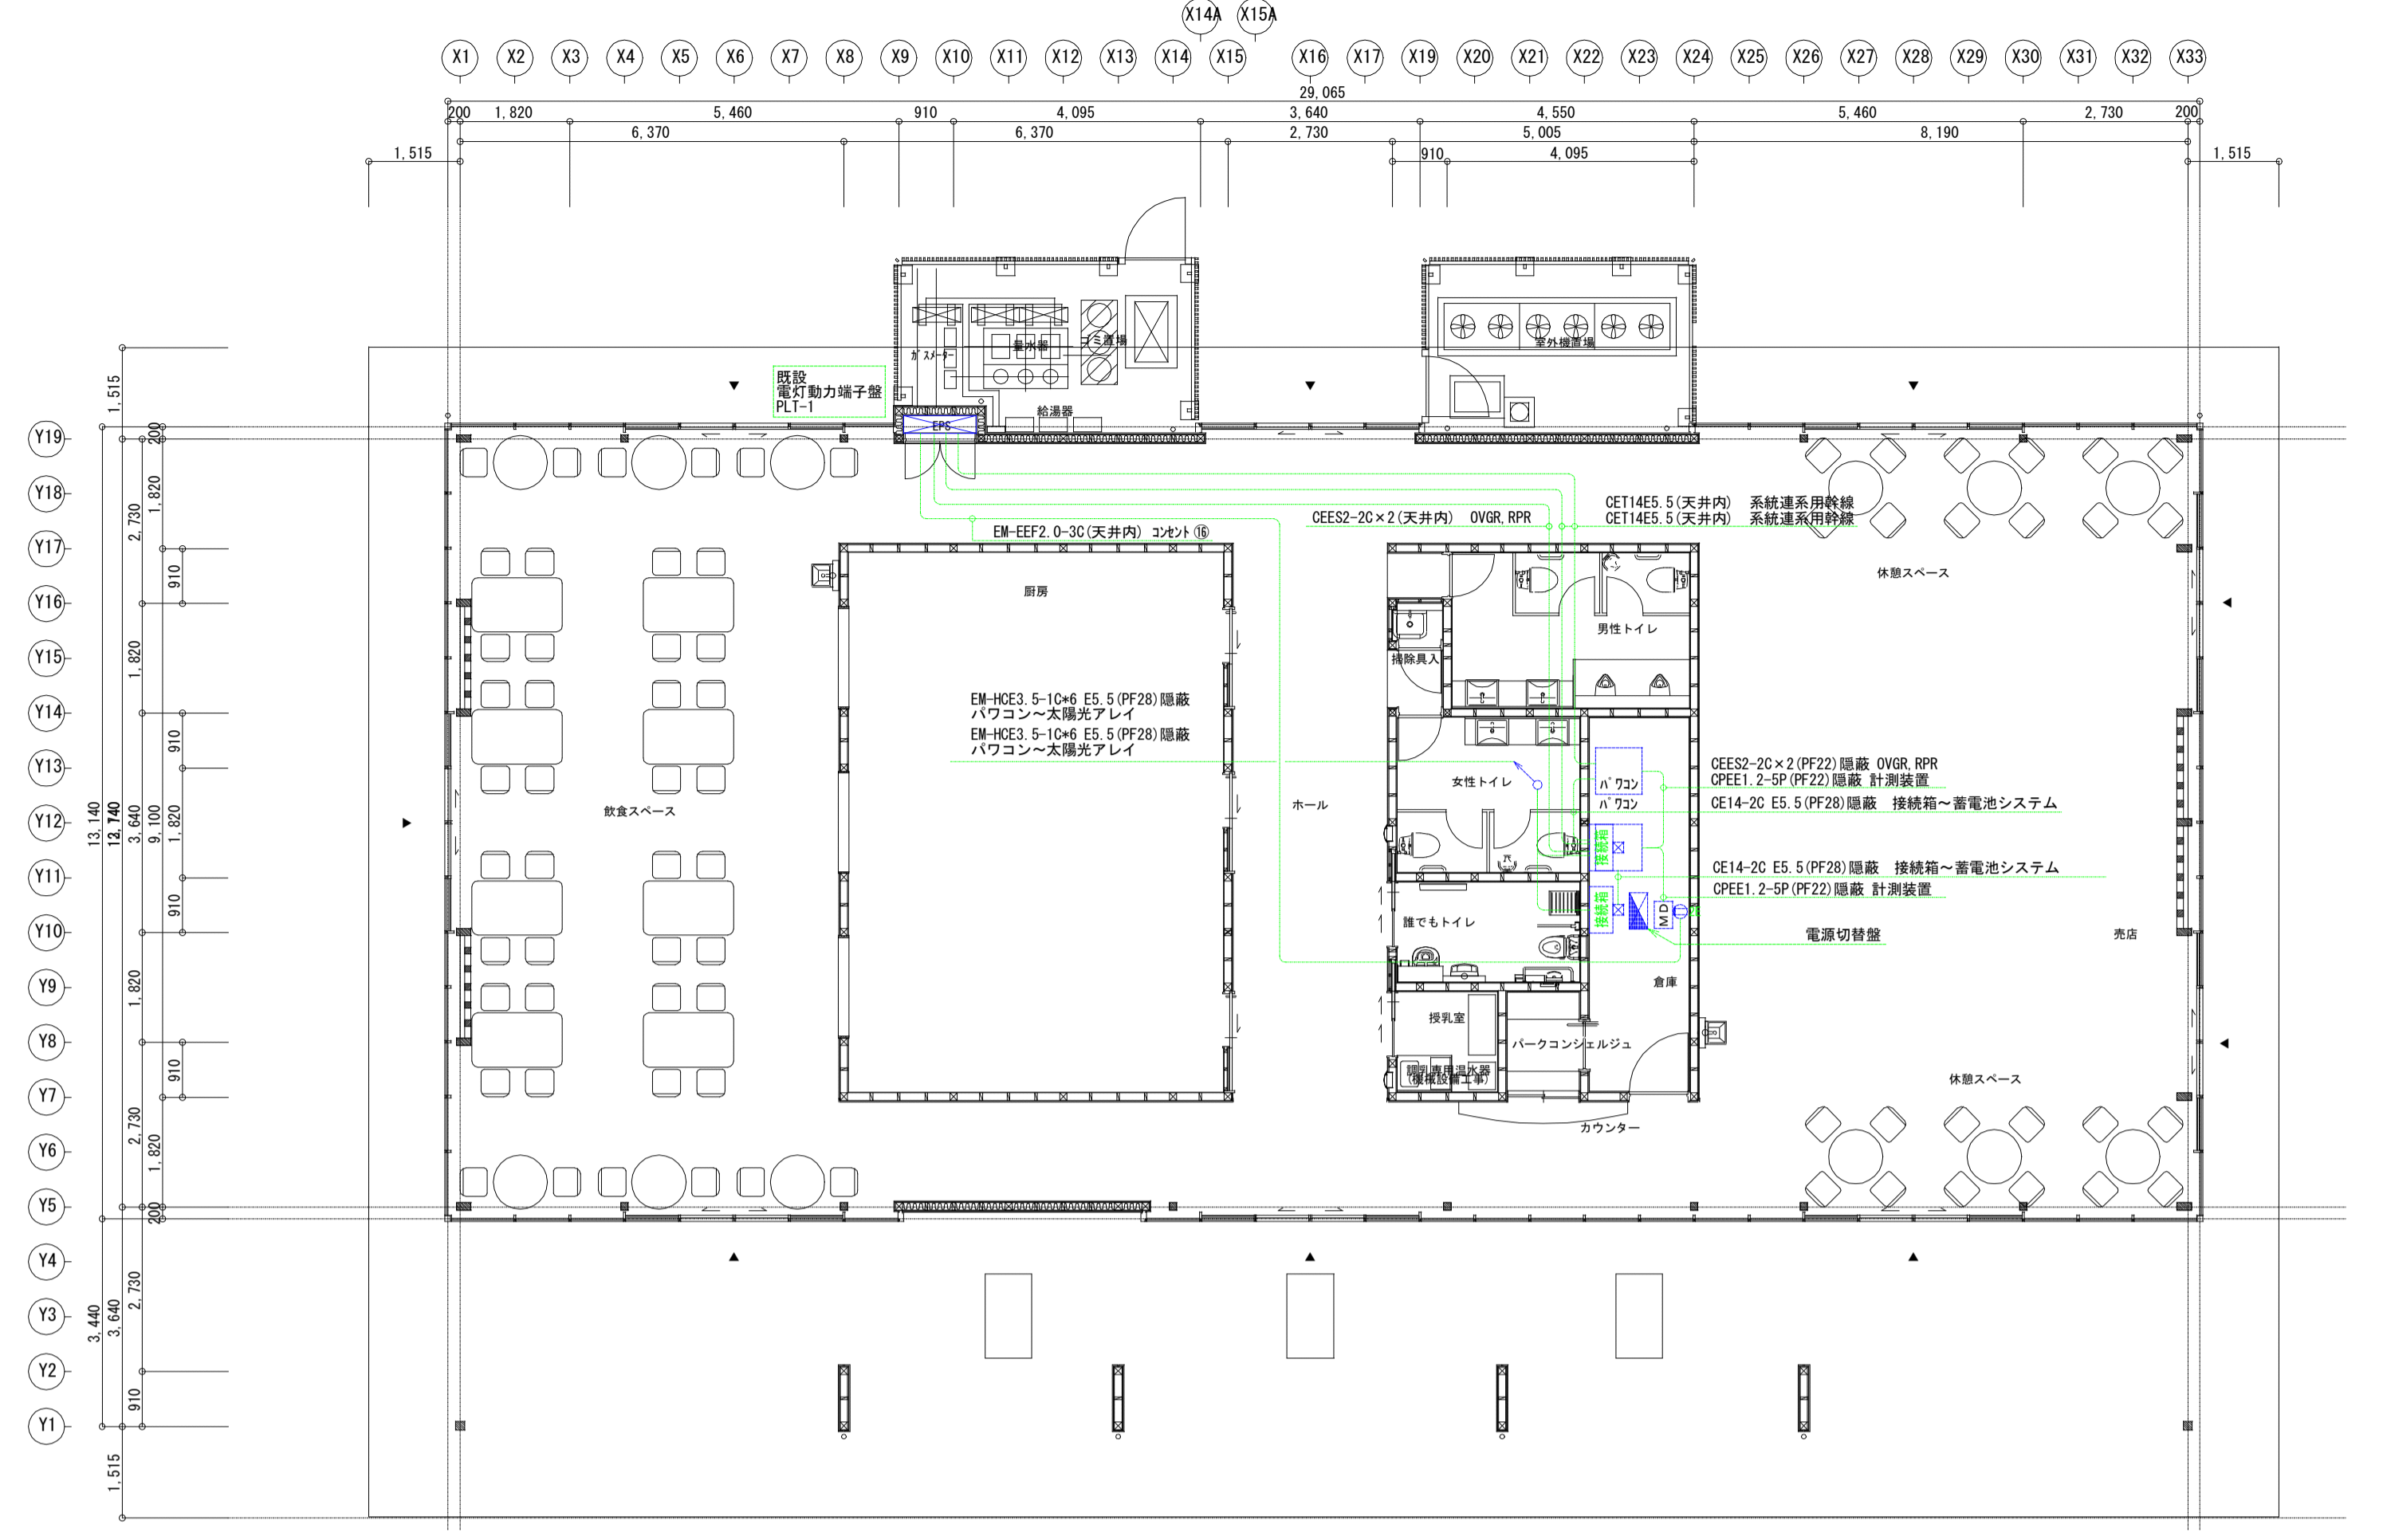 X14A X15A
X1 X2 X3 X4 X5 X6 X7 X8 X9 X10 X11 X12 X13 X14 X15 X16 X17 X19 X20 X21 X22 X23 X24 X25 X26 X27 X28 X29 X30 X31 X32 X33
29,065
200 1,820 5,460 910 4,095 3,640 4,550 5,460 2,730 200
6,370 6,370 2,730 5,005 8,190
1,515 910 4,095 1,515
ガスメーター
量水器
ゴミ置場
室外機置場
既設
電灯動力端子盤
PLT-1
給湯器
EPS
Y19
Y18
Y17
Y16
Y15
Y14
Y13
Y12
Y11
Y10
Y9
Y8
Y7
Y6
Y5
Y4
Y3
Y2
Y1
1,515
200
1,820
2,730
910
1,820
910
13,140
12,740
3,640
9,100
1,820
910
1,820
910
2,730
1,820
200
2,730
3,440
3,640
910
1,515
CEES2-2C×2(天井内) OVGR,RPR
CET14E5.5(天井内) 系統連系用幹線
CET14E5.5(天井内) 系統連系用幹線
EM-EEF2.0-3C(天井内) コンセント ⑯
厨房
休憩スペース
男性トイレ
掃除具入
EM-HCE3.5-1C*6 E5.5(PF28)隠蔽
パワコン～太陽光アレイ
EM-HCE3.5-1C*6 E5.5(PF28)隠蔽
パワコン～太陽光アレイ
CEES2-2C×2(PF22)隠蔽 OVGR,RPR
CPEE1.2-5P(PF22)隠蔽 計測装置
CE14-2C E5.5(PF28)隠蔽 接続箱～蓄電池システム
女性トイレ
パワコン
パワコン
ホール
飲食スペース
接続箱
CE14-2C E5.5(PF28)隠蔽 接続箱～蓄電池システム
CPEE1.2-5P(PF22)隠蔽 計測装置
接続箱
MD
誰でもトイレ
電源切替盤
売店
倉庫
授乳室
パークコンシェルジュ
調乳専用温水器
(機械設備工事)
休憩スペース
カウンター